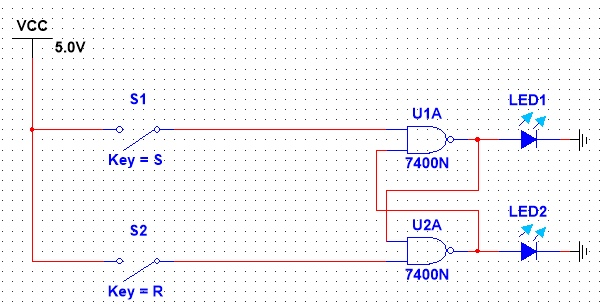 VCC
5.0V
S1
Key = S
U1A
7400N
LED1
S2
Key = R
U2A
7400N
LED2